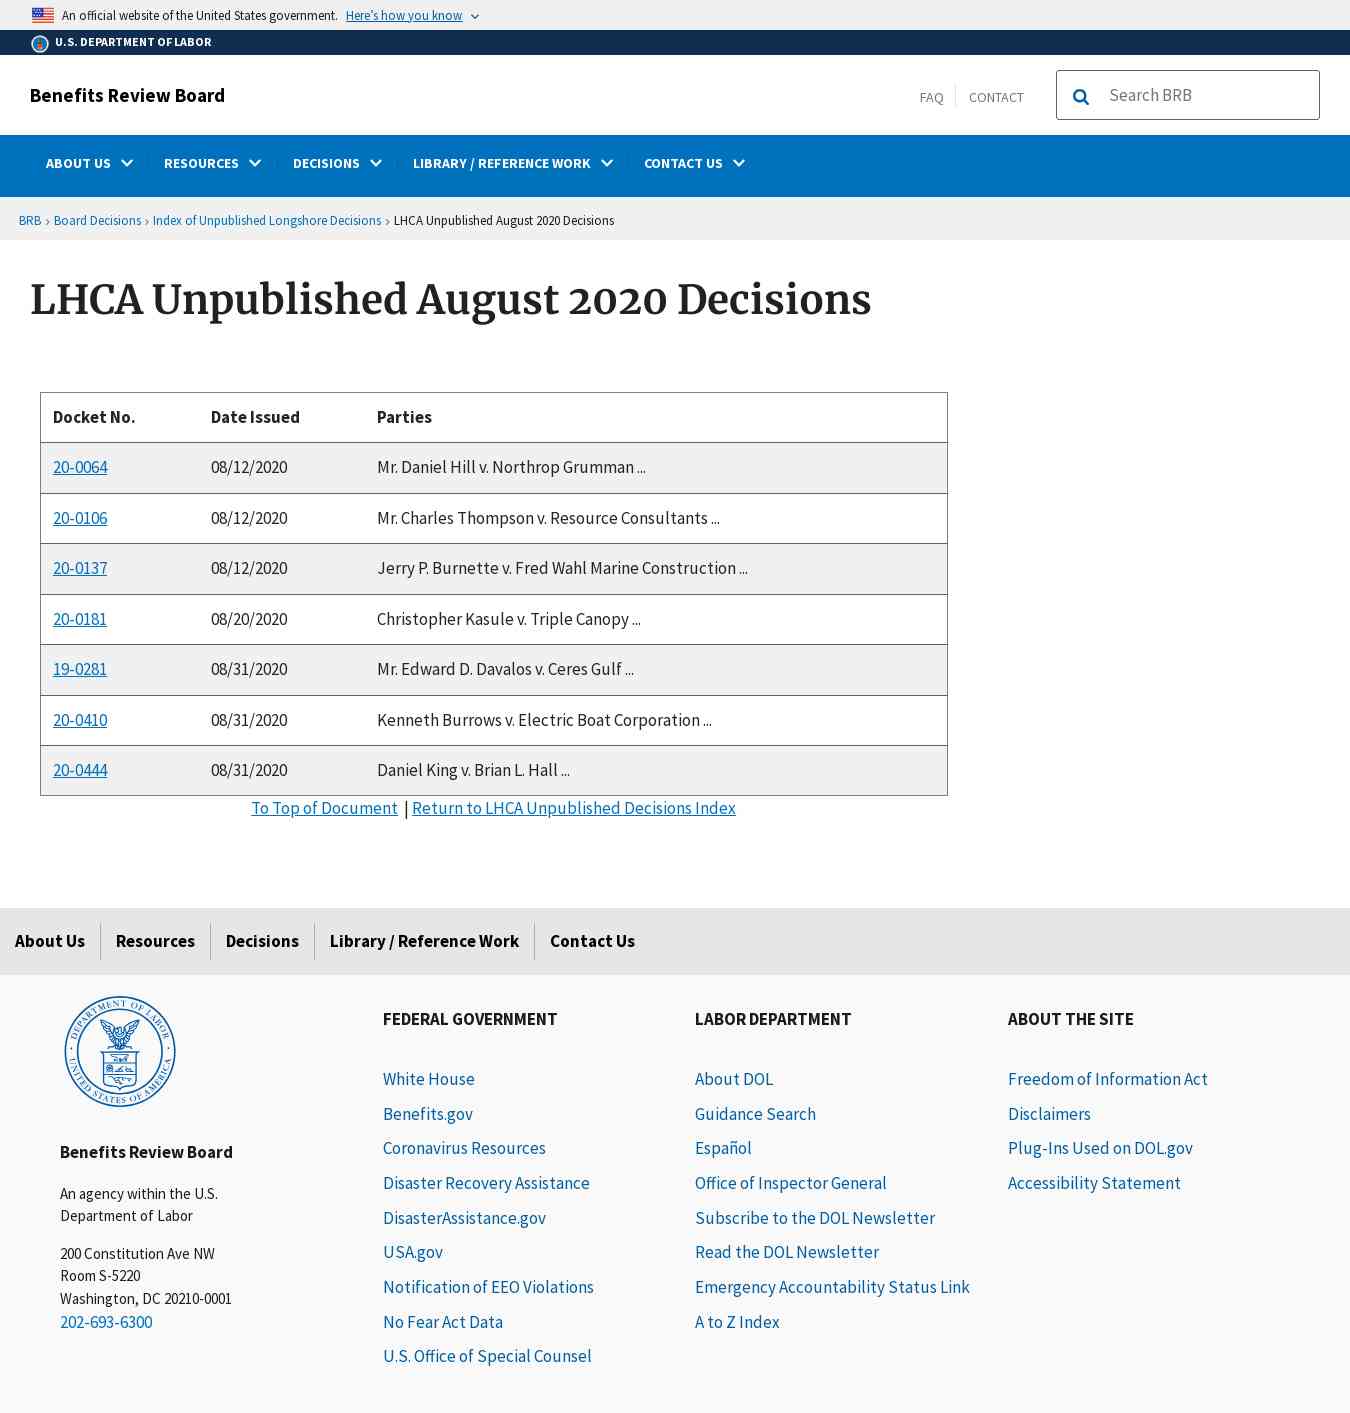 An official website of the United States government. Here's how you know
U.S. DEPARTMENT OF LABOR
Benefits Review Board
FAQ CONTACT
Search BRB
ABOUT US RESOURCES DECISIONS LIBRARY / REFERENCE WORK CONTACT US
BRB › Board Decisions › Index of Unpublished Longshore Decisions › LHCA Unpublished August 2020 Decisions
LHCA Unpublished August 2020 Decisions
Docket No. Date Issued Parties
20-0064 08/12/2020 Mr. Daniel Hill v. Northrop Grumman ...
20-0106 08/12/2020 Mr. Charles Thompson v. Resource Consultants ...
20-0137 08/12/2020 Jerry P. Burnette v. Fred Wahl Marine Construction ...
20-0181 08/20/2020 Christopher Kasule v. Triple Canopy ...
19-0281 08/31/2020 Mr. Edward D. Davalos v. Ceres Gulf ...
20-0410 08/31/2020 Kenneth Burrows v. Electric Boat Corporation ...
20-0444 08/31/2020 Daniel King v. Brian L. Hall ...
To Top of Document | Return to LHCA Unpublished Decisions Index
About Us Resources Decisions Library / Reference Work Contact Us
DEPARTMENT OF LABOR
UNITED STATES OF AMERICA
Benefits Review Board
An agency within the U.S.
Department of Labor
200 Constitution Ave NW
Room S-5220
Washington, DC 20210-0001
202-693-6300
FEDERAL GOVERNMENT
White House
Benefits.gov
Coronavirus Resources
Disaster Recovery Assistance
DisasterAssistance.gov
USA.gov
Notification of EEO Violations
No Fear Act Data
U.S. Office of Special Counsel
LABOR DEPARTMENT
About DOL
Guidance Search
Español
Office of Inspector General
Subscribe to the DOL Newsletter
Read the DOL Newsletter
Emergency Accountability Status Link
A to Z Index
ABOUT THE SITE
Freedom of Information Act
Disclaimers
Plug-Ins Used on DOL.gov
Accessibility Statement